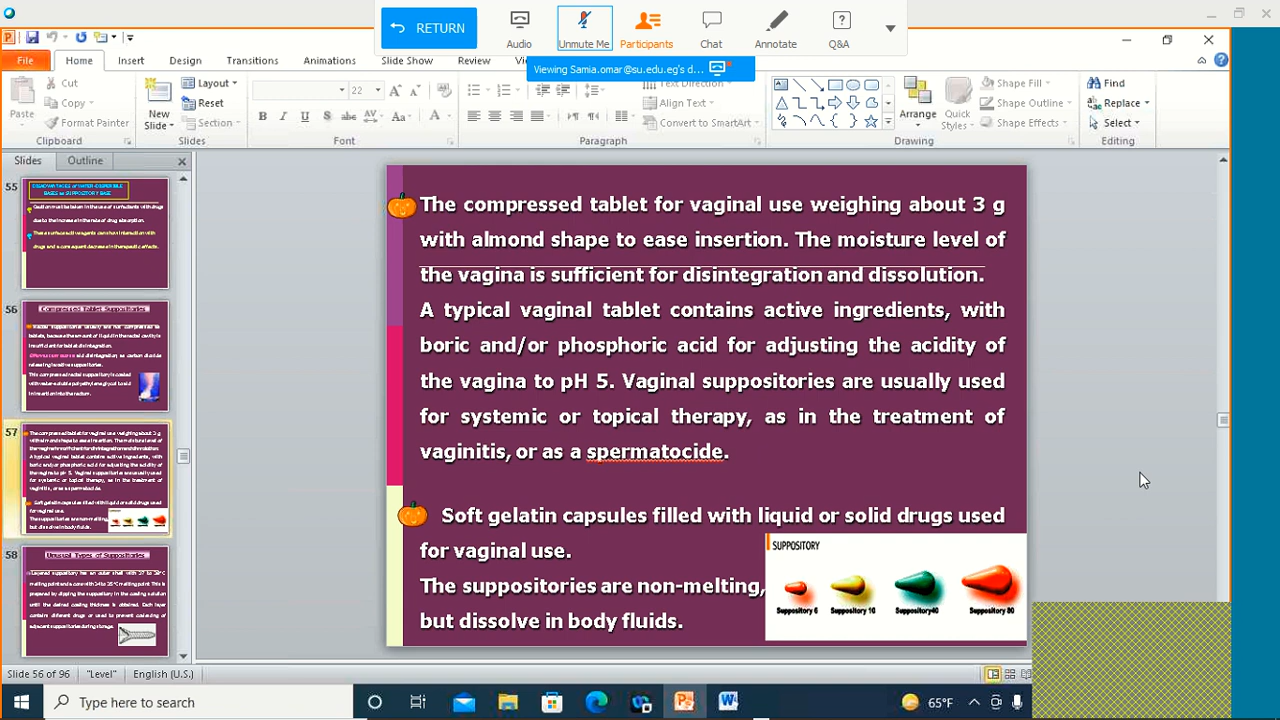 RETURN
Audio
Unmute Me
Participants
Chat
Annotate
Q&A
Viewing Samia.omar@su.edu.eg's d...
File
Home
Insert
Design
Transitions
Animations
Slide Show
Review
Paste
Cut
Copy
Format Painter
Clipboard
New Slide
Layout
Reset
Section
Slides
22
Font
Text Direction
Align Text
Convert to SmartArt
Paragraph
Arrange
Quick Styles
Shape Fill
Shape Outline
Shape Effects
Drawing
Find
Replace
Select
Editing
Slides
Outline
55
56
Compressed Tablet Suppositories
57
58
Unusual Types of Suppositories
The compressed tablet for vaginal use weighing about 3 g
with almond shape to ease insertion. The moisture level of
the vagina is sufficient for disintegration and dissolution.
A typical vaginal tablet contains active ingredients, with
boric and/or phosphoric acid for adjusting the acidity of
the vagina to pH 5. Vaginal suppositories are usually used
for systemic or topical therapy, as in the treatment of
vaginitis, or as a spermatocide.
Soft gelatin capsules filled with liquid or solid drugs used
for vaginal use.
The suppositories are non-melting,
but dissolve in body fluids.
SUPPOSITORY
Suppository 6
Suppository 10
Suppository40
Suppository 80
Slide 56 of 96
"Level"
English (U.S.)
Type here to search
65°F